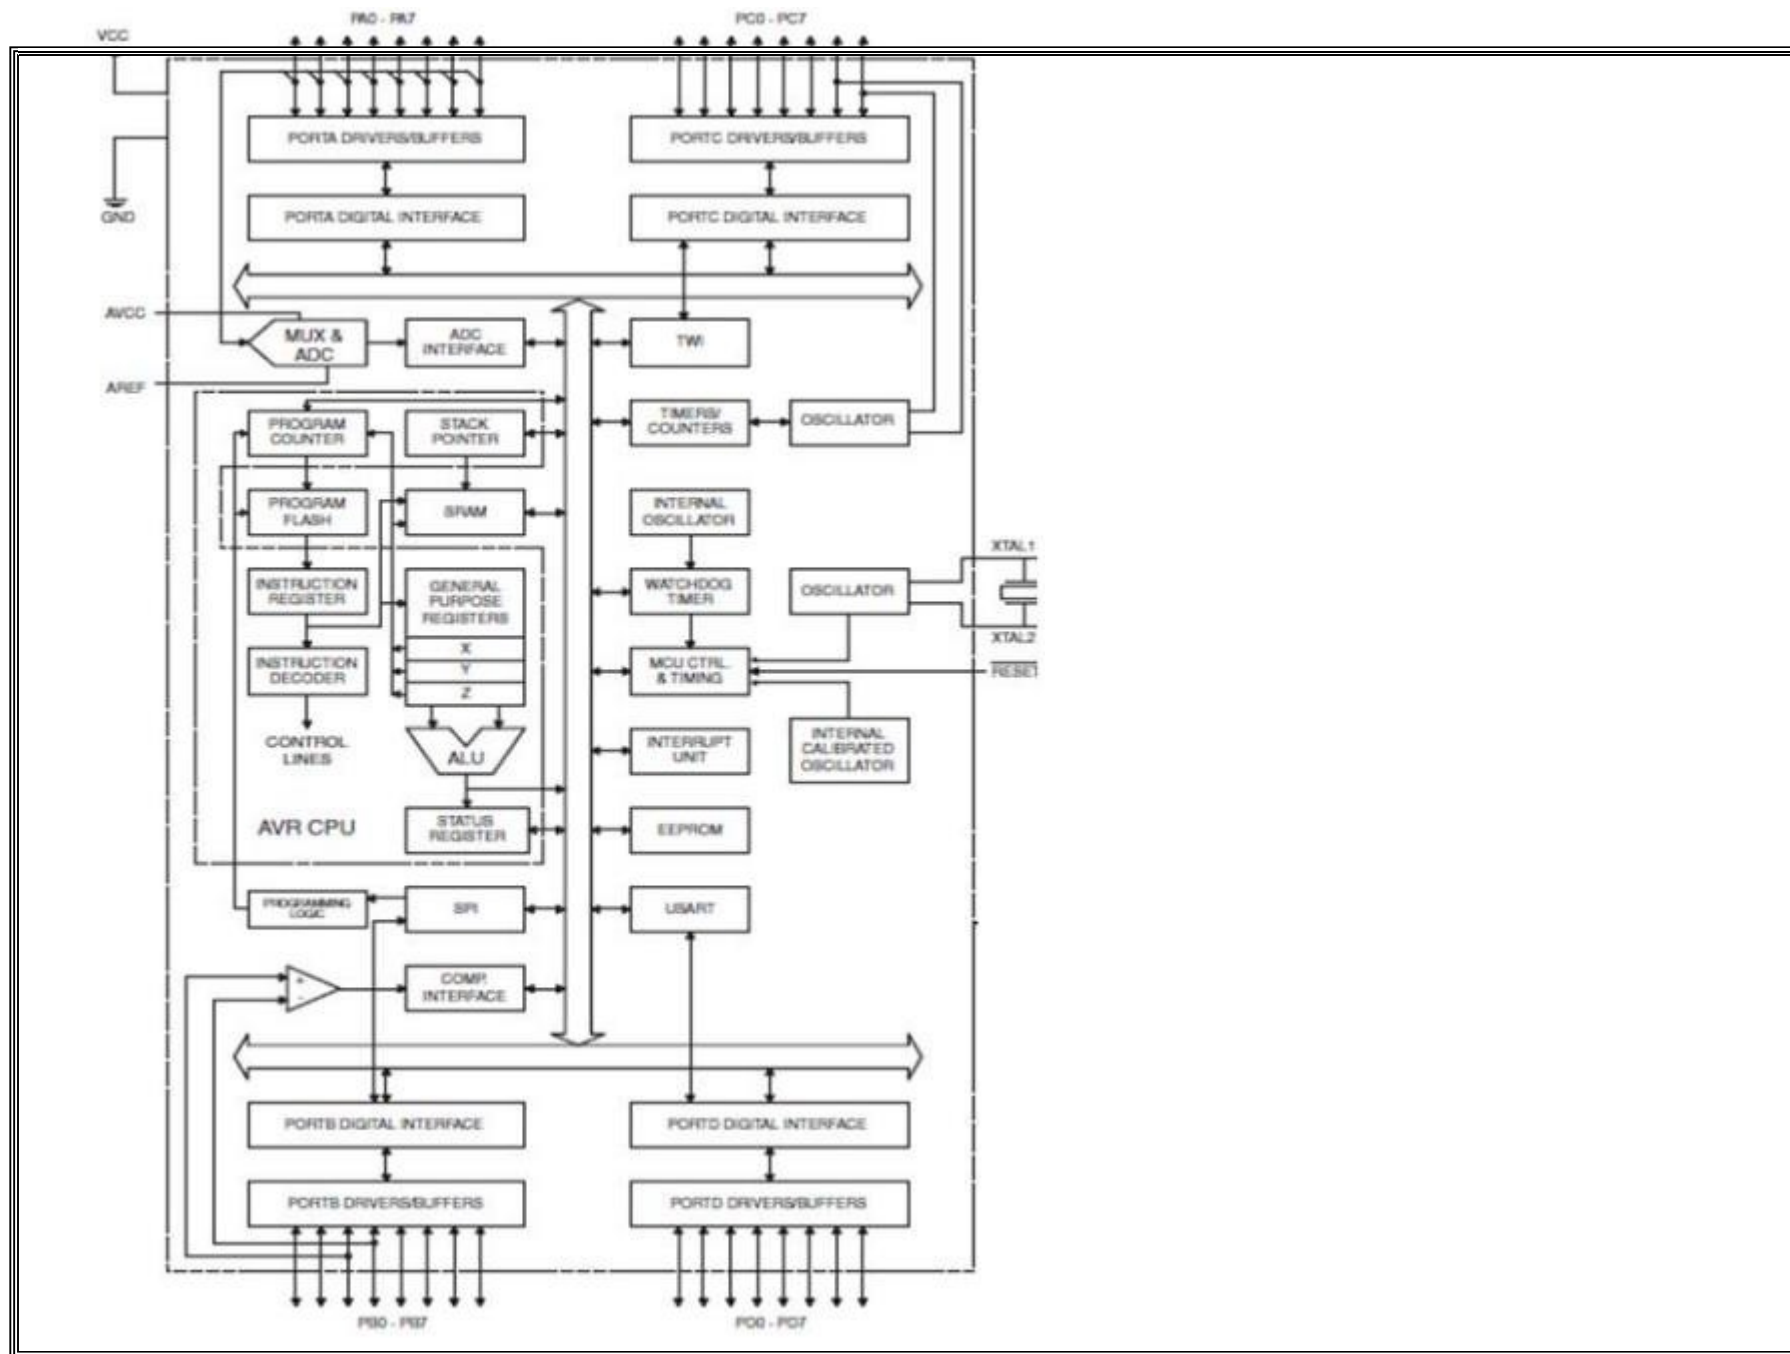 PA0 - PA7
PC0 - PC7
VCC
PORTA DRIVERS/BUFFERS
PORTC DRIVERS/BUFFERS
GND
PORTA DIGITAL INTERFACE
PORTC DIGITAL INTERFACE
AVCC
MUX &
ADC
ADC
INTERFACE
TWI
AREF
PROGRAM
COUNTER
STACK
POINTER
TIMERS/
COUNTERS
OSCILLATOR
PROGRAM
FLASH
SRAM
INTERNAL
OSCILLATOR
XTAL1
INSTRUCTION
REGISTER
GENERAL
PURPOSE
REGISTERS
WATCHDOG
TIMER
OSCILLATOR
XTAL2
X
Y
Z
INSTRUCTION
DECODER
MCU CTRL.
& TIMING
RESET
CONTROL
LINES
ALU
INTERRUPT
UNIT
INTERNAL
CALIBRATED
OSCILLATOR
AVR CPU
STATUS
REGISTER
EEPROM
PROGRAMMING
LOGIC
SPI
USART
+
-
COMP.
INTERFACE
PORTB DIGITAL INTERFACE
PORTD DIGITAL INTERFACE
PORTB DRIVERS/BUFFERS
PORTD DRIVERS/BUFFERS
PB0 - PB7
PD0 - PD7